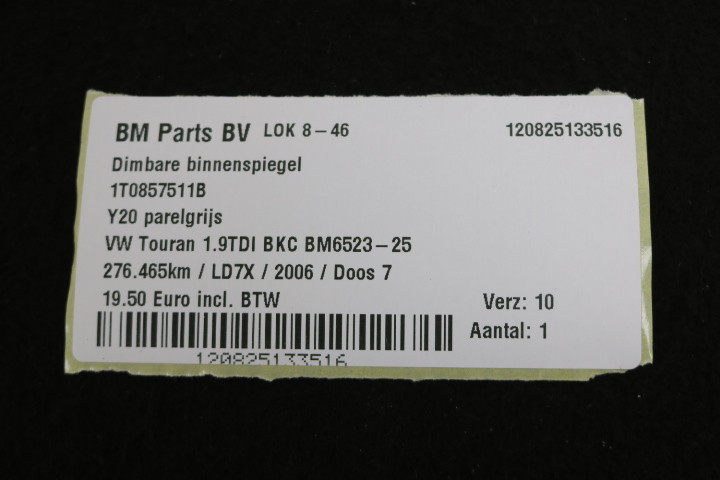 BM Parts BV LOK 8-46 120825133516
Dimbare binnenspiegel
1T0857511B
Y20 parelgrijs
VW Touran 1.9TDI BKC BM6523-25
276.465km / LD7X / 2006 / Doos 7
19.50 Euro incl. BTW Verz: 10
Aantal: 1
120825133516